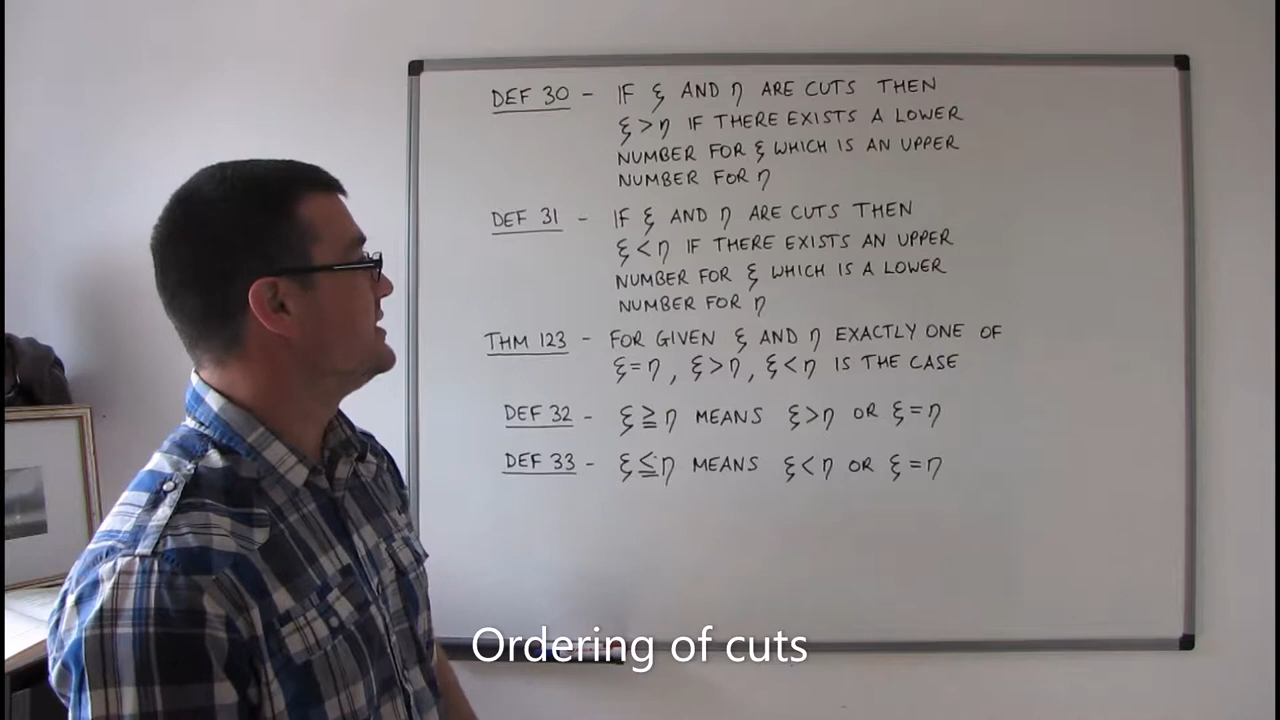 DEF 30 - IF ξ AND η ARE CUTS THEN
ξ > η IF THERE EXISTS A LOWER
NUMBER FOR ξ WHICH IS AN UPPER
NUMBER FOR η
DEF 31 - IF ξ AND η ARE CUTS THEN
ξ < η IF THERE EXISTS AN UPPER
NUMBER FOR ξ WHICH IS A LOWER
NUMBER FOR η
THM 123 - FOR GIVEN ξ AND η EXACTLY ONE OF
ξ = η, ξ > η, ξ < η IS THE CASE
DEF 32 - ξ ≧ η MEANS ξ > η OR ξ = η
DEF 33 - ξ ≦ η MEANS ξ < η OR ξ = η
Ordering of cuts